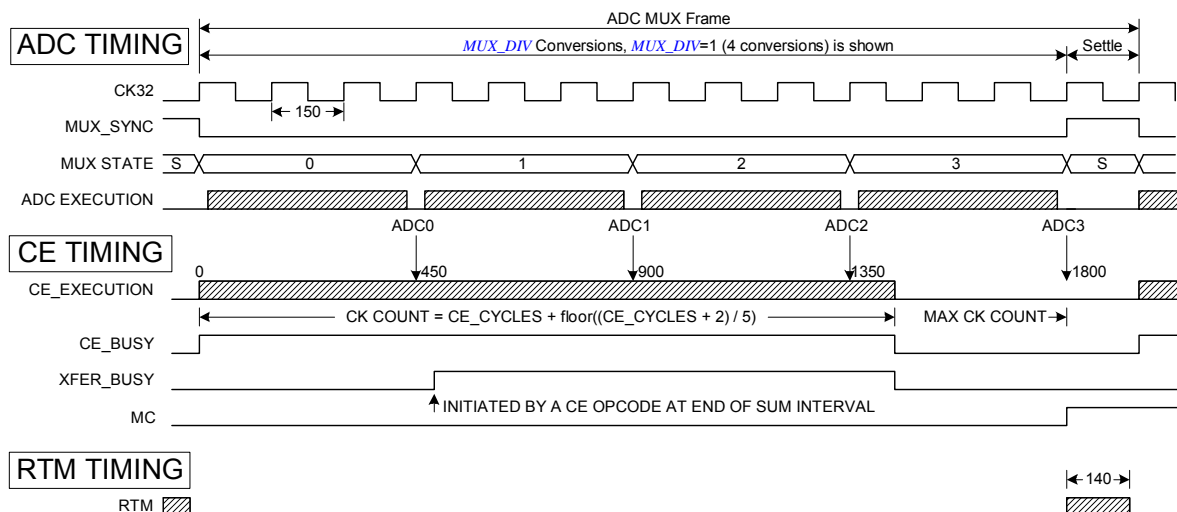 ADC MUX Frame
ADC TIMING
MUX_DIV Conversions, MUX_DIV=1 (4 conversions) is shown
Settle
CK32
150
MUX_SYNC
MUX STATE S 0 1 2 3 S
ADC EXECUTION
ADC0 ADC1 ADC2 ADC3
CE TIMING
0 450 900 1350 1800
CE_EXECUTION
CK COUNT = CE_CYCLES + floor((CE_CYCLES + 2) / 5) MAX CK COUNT
CE_BUSY
XFER_BUSY
INITIATED BY A CE OPCODE AT END OF SUM INTERVAL
MC
RTM TIMING
140
RTM